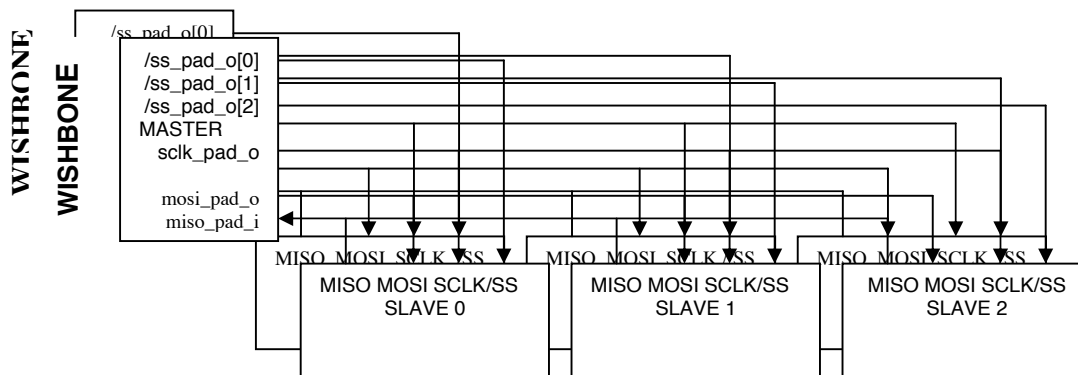 WISHBONE
WISHBONE
/ss_pad_o[0]
/ss_pad_o[0]
/ss_pad_o[1]
/ss_pad_o[2]
MASTER
sclk_pad_o
mosi_pad_o
miso_pad_i
MISO MOSI SCLK /SS
MISO MOSI SCLK /SS
MISO MOSI SCLK /SS
MISO MOSI SCLK/SS
SLAVE 0
MISO MOSI SCLK/SS
SLAVE 1
MISO MOSI SCLK/SS
SLAVE 2